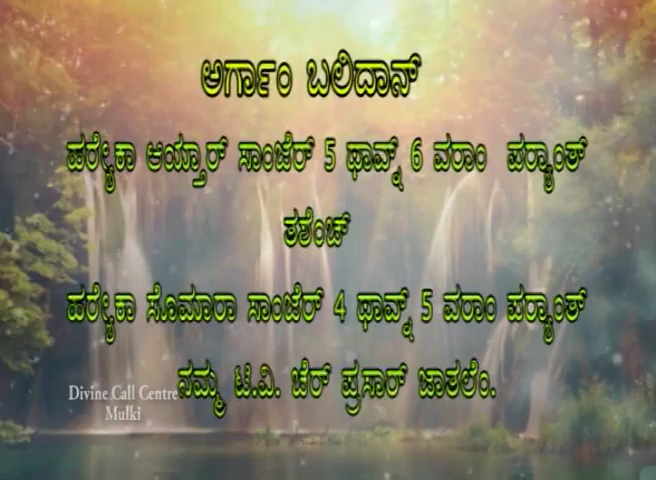 ಅರ್ಗಾಂ ಬಲಿದಾನ್
ಹರ‍್ಯೇಕಾ ಆಯ್ತಾರ್ ಸಾಂಜೆರ್ 5 ಥಾವ್ನ್ 6 ವರಾಂ ಪರ‍್ಯಾಂತ್
ತಶೆಂಚ್
ಹರ‍್ಯೇಕಾ ಸೊಮಾರಾ ಸಾಂಜೆರ್ 4 ಥಾವ್ನ್ 5 ವರಾಂ ಪರ‍್ಯಾಂತ್
ನಮ್ಮ ಟಿ.ವಿ. ಚೆರ್ ಪ್ರಸಾರ್ ಜಾತಲೆಂ.
Divine Call Centre
Mulki